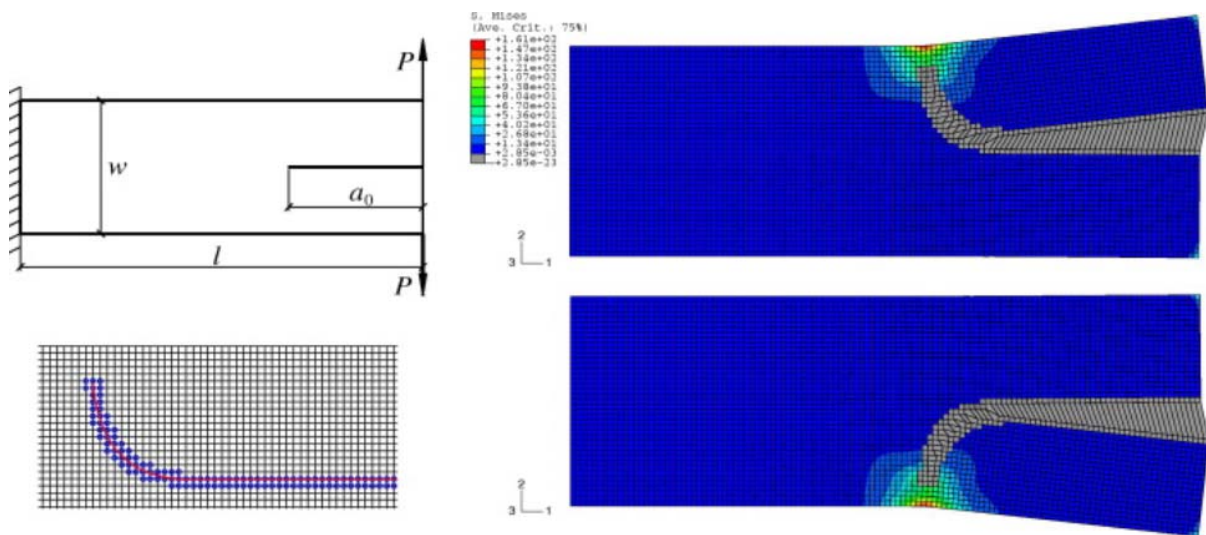 P
w
a0
l
P
S, Mises
(Ave. Crit.: 75%)
+1.61e+02
+1.47e+02
+1.34e+02
+1.21e+02
+1.07e+02
+9.38e+01
+8.04e+01
+6.70e+01
+5.36e+01
+4.02e+01
+2.68e+01
+1.34e+01
+2.85e-03
+2.85e-23
2
3 1
2
3 1